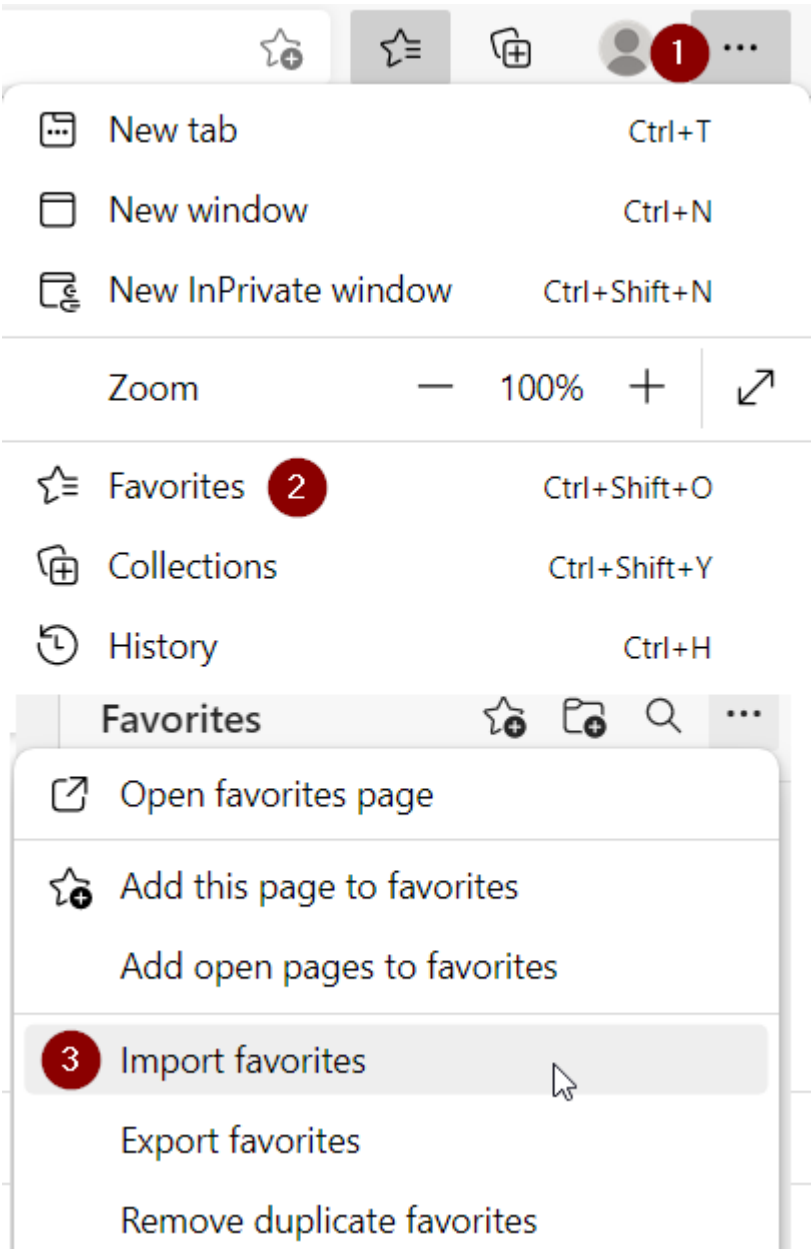 1
New tab Ctrl+T
New window Ctrl+N
New InPrivate window Ctrl+Shift+N
Zoom — 100% +
Favorites 2 Ctrl+Shift+O
Collections Ctrl+Shift+Y
History Ctrl+H
Favorites
Open favorites page
Add this page to favorites
Add open pages to favorites
3 Import favorites
Export favorites
Remove duplicate favorites